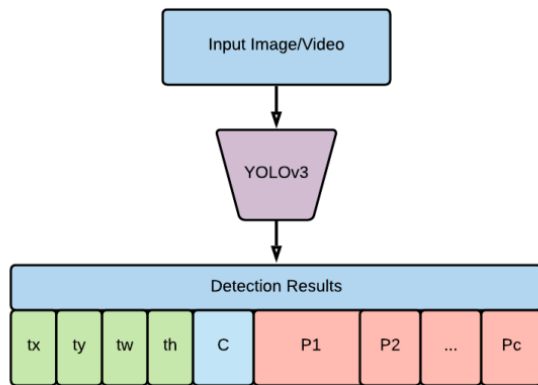 Input Image/Video
YOLOv3
Detection Results
tx ty tw th C P1 P2 ... Pc